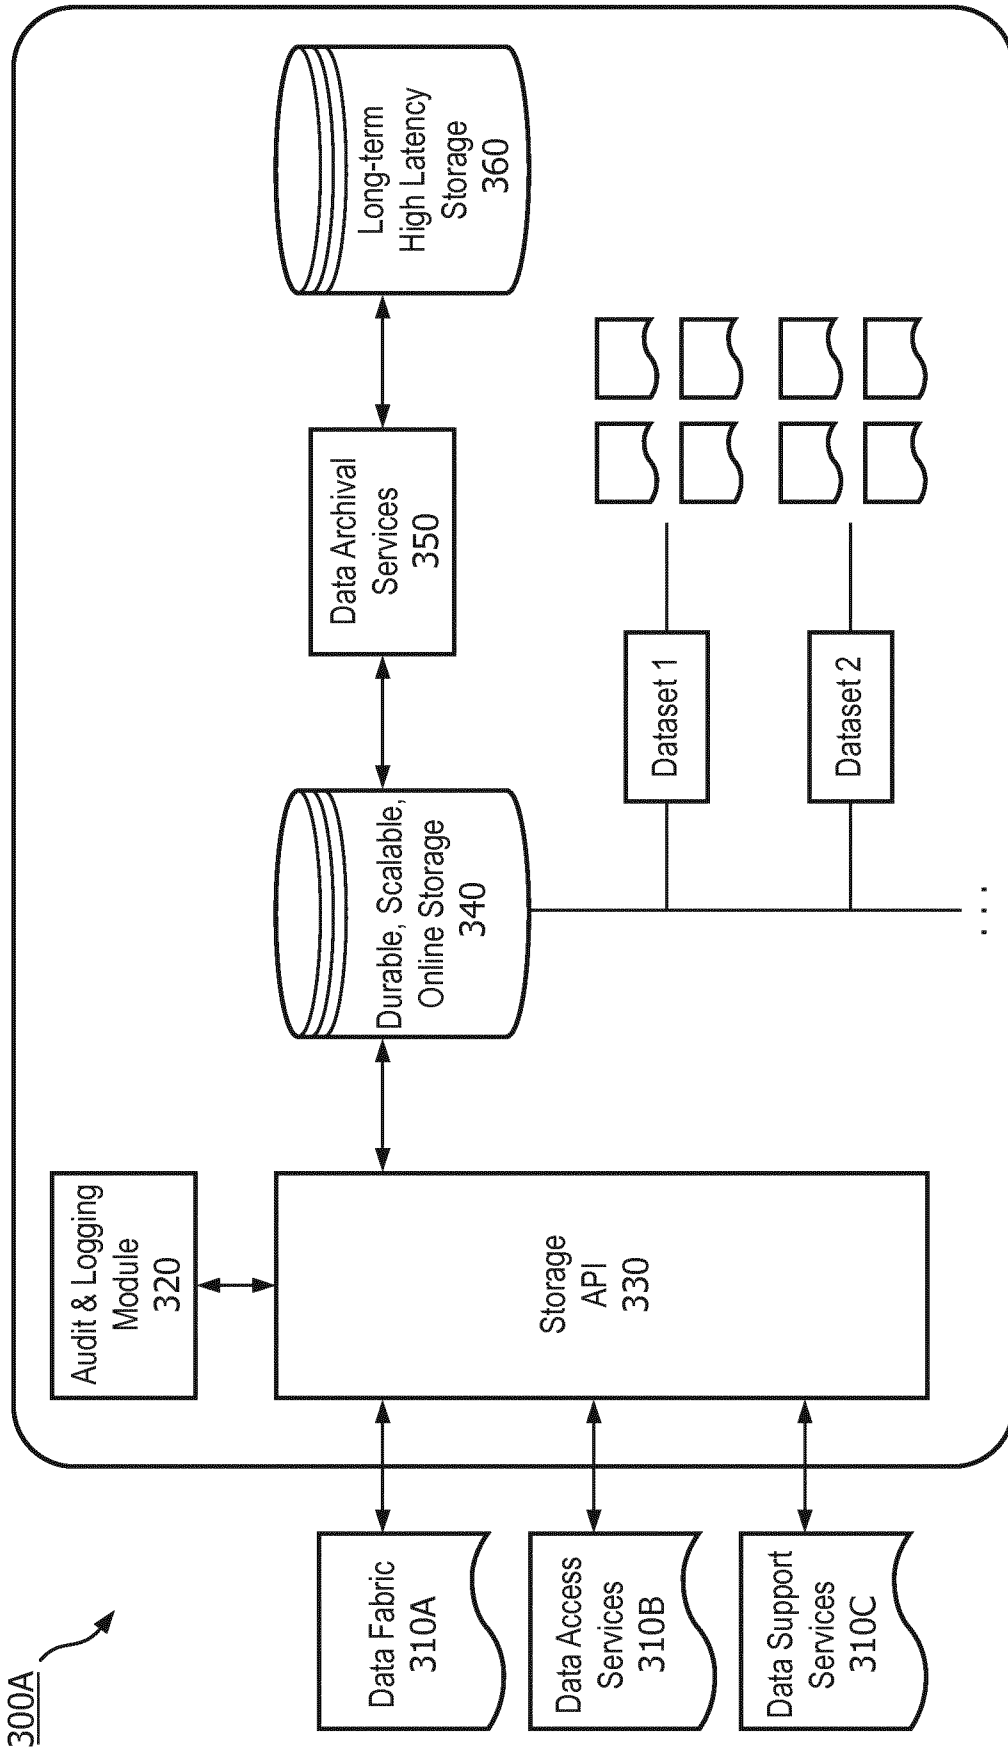 300A
Data Fabric
310A
Data Access
Services
310B
Data Support
Services
310C
Audit & Logging
Module
320
Storage
API
330
Durable, Scalable,
Online Storage
340
Data Archival
Services
350
Long-term
High Latency
Storage
360
Dataset 1
Dataset 2
...